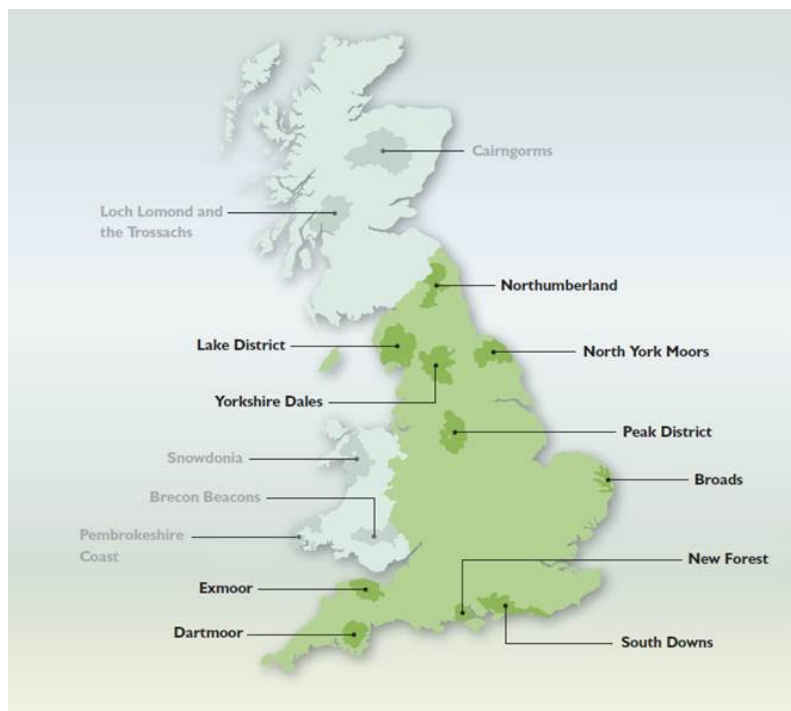 Cairngorms
Loch Lomond and
the Trossachs
Northumberland
Lake District
North York Moors
Yorkshire Dales
Peak District
Snowdonia
Broads
Brecon Beacons
Pembrokeshire
Coast
New Forest
Exmoor
Dartmoor
South Downs